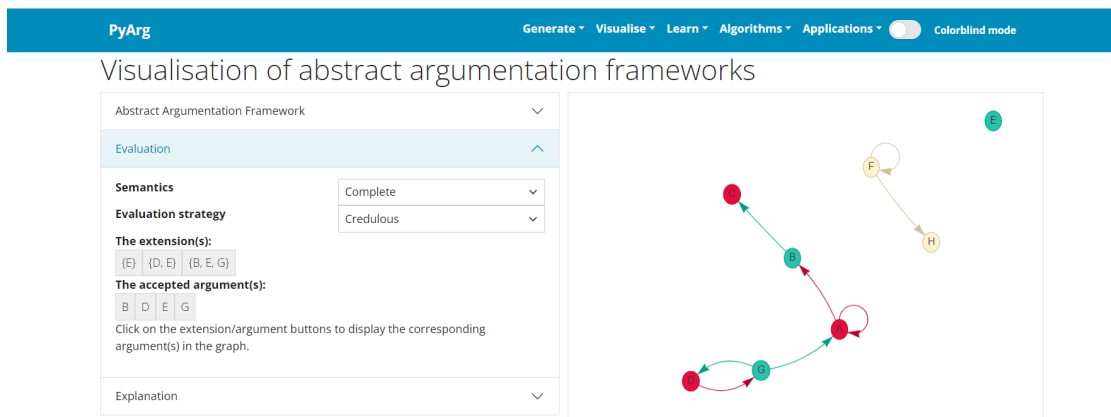 PyArg
Generate Visualise Learn Algorithms Applications Colorblind mode
Visualisation of abstract argumentation frameworks
Abstract Argumentation Framework
Evaluation
Semantics
Complete
Evaluation strategy
Credulous
The extension(s):
{E} {D, E} {B, E, G}
The accepted argument(s):
B D E G
Click on the extension/argument buttons to display the corresponding
argument(s) in the graph.
Explanation
E
F
C
H
B
A
G
D